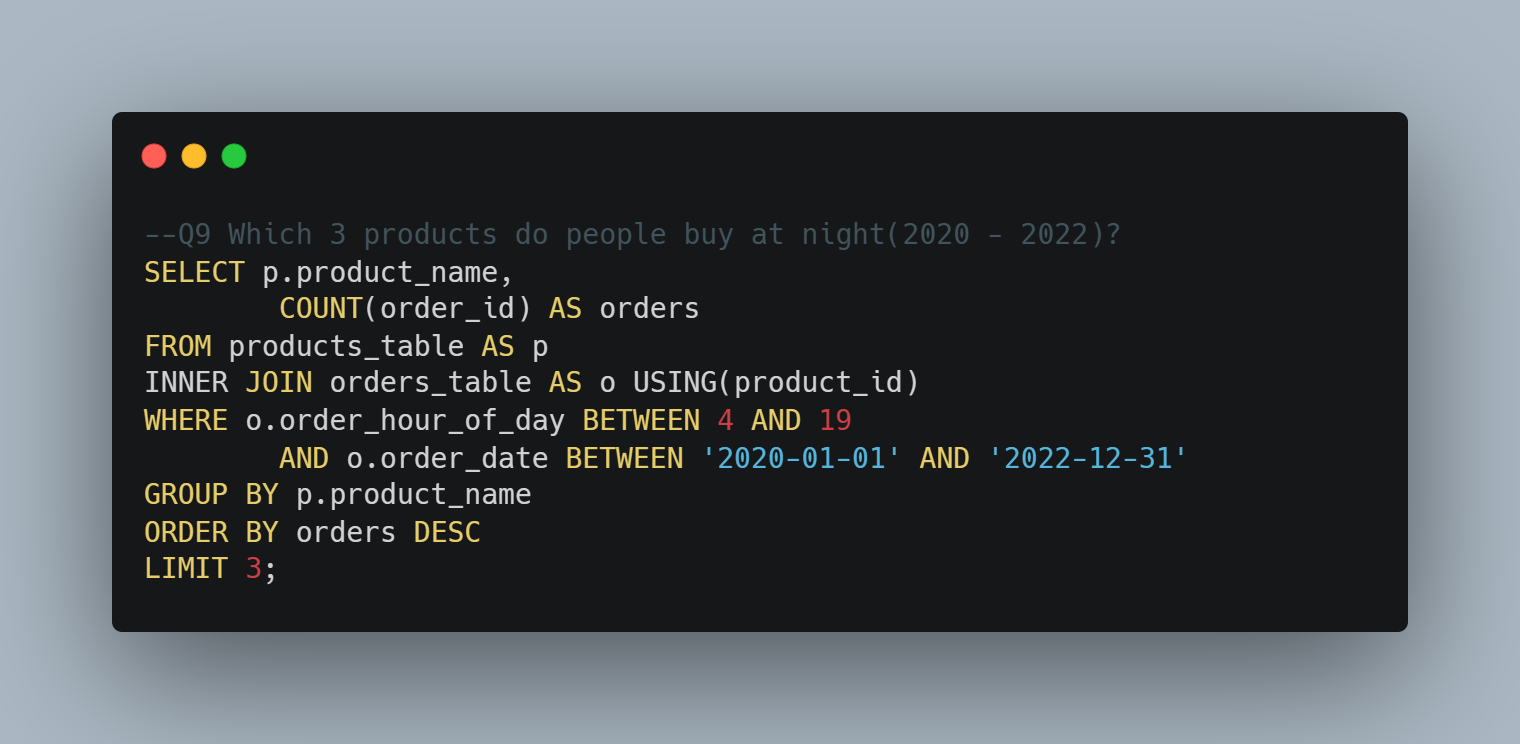 --Q9 Which 3 products do people buy at night(2020 - 2022)?
SELECT p.product_name,
        COUNT(order_id) AS orders
FROM products_table AS p
INNER JOIN orders_table AS o USING(product_id)
WHERE o.order_hour_of_day BETWEEN 4 AND 19
        AND o.order_date BETWEEN '2020-01-01' AND '2022-12-31'
GROUP BY p.product_name
ORDER BY orders DESC
LIMIT 3;